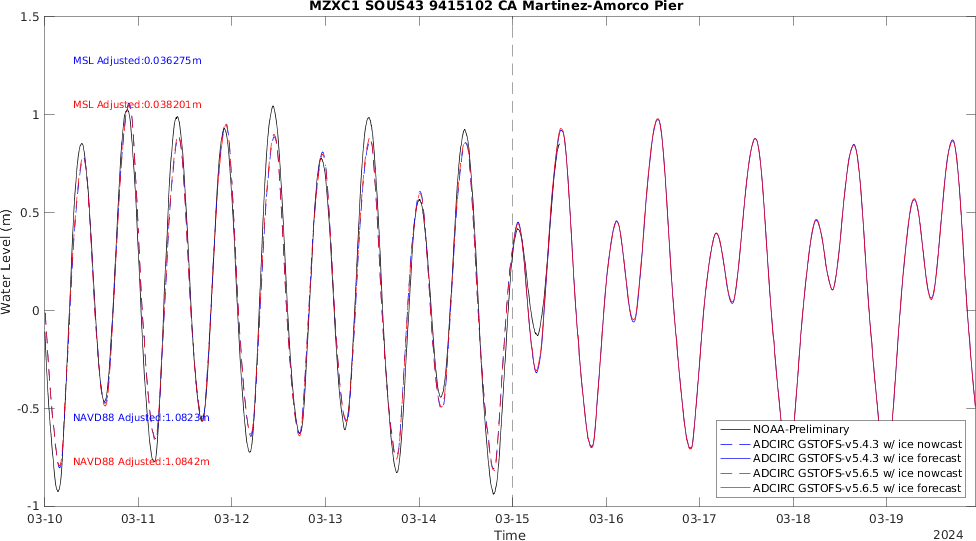 MZXC1 SOUS43 9415102 CA Martinez-Amorco Pier
1.5
MSL Adjusted:0.036275m
MSL Adjusted:0.038201m
1
0.5
Water Level (m)
0
-0.5
NAVD88 Adjusted:1.0823m
NAVD88 Adjusted:1.0842m
-1
NOAA-Preliminary
ADCIRC GSTOFS-v5.4.3 w/ ice nowcast
ADCIRC GSTOFS-v5.4.3 w/ ice forecast
ADCIRC GSTOFS-v5.6.5 w/ ice nowcast
ADCIRC GSTOFS-v5.6.5 w/ ice forecast
03-10 03-11 03-12 03-13 03-14 03-15 03-16 03-17 03-18 03-19
Time
2024